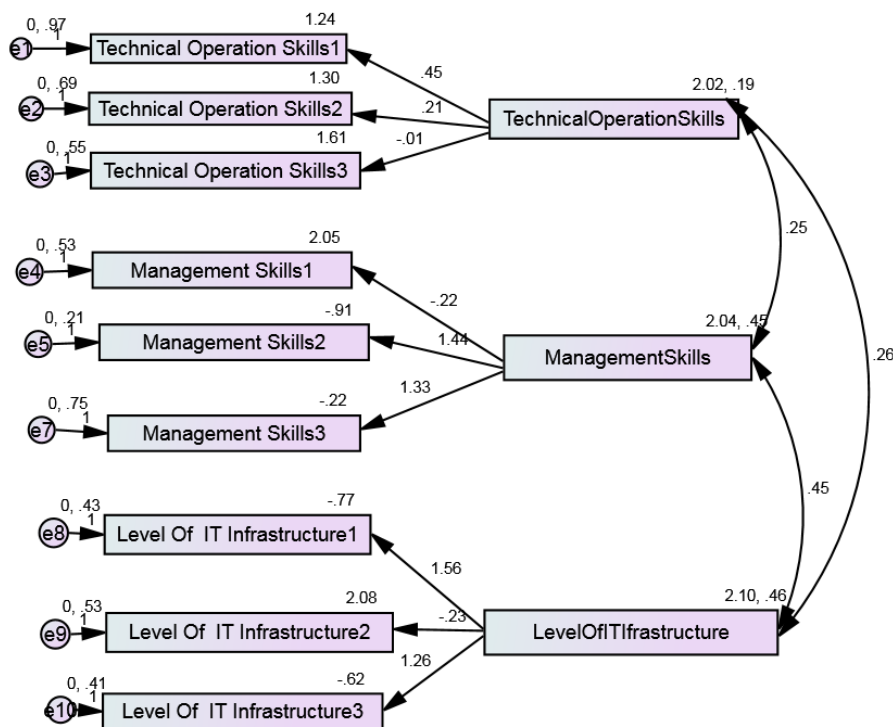 0, .97
1
e1
1.24
Technical Operation Skills1
.45
0, .69
1
e2
1.30
Technical Operation Skills2
.21
2.02, .19
TechnicalOperationSkills
0, .55
1
e3
1.61
Technical Operation Skills3
-.01
.25
.26
0, .53
1
e4
2.05
Management Skills1
-.22
0, .21
1
e5
-.91
Management Skills2
1.44
2.04, .45
ManagementSkills
0, .75
1
e7
-.22
Management Skills3
1.33
.45
0, .43
1
e8
-.77
Level Of IT Infrastructure1
1.56
0, .53
1
e9
2.08
Level Of IT Infrastructure2
-.23
2.10, .46
LevelOfITIfrastructure
0, .41
1
e10
-.62
Level Of IT Infrastructure3
1.26